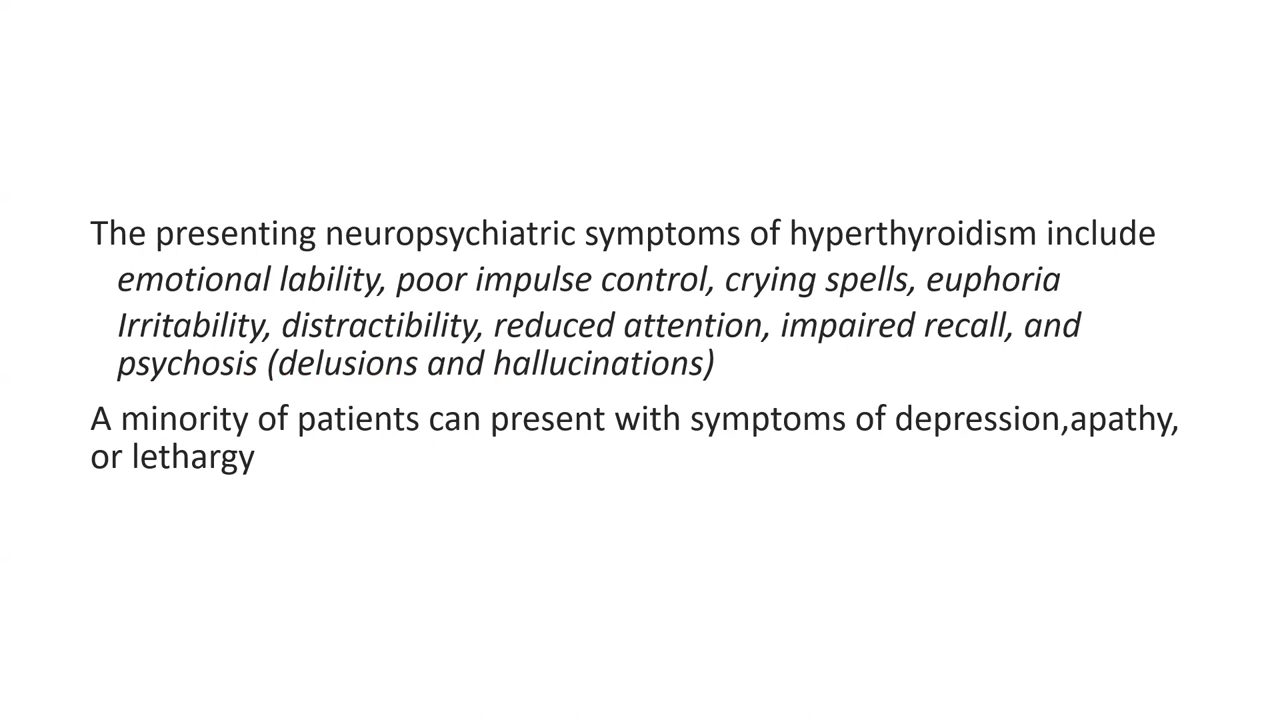 The presenting neuropsychiatric symptoms of hyperthyroidism include
emotional lability, poor impulse control, crying spells, euphoria
Irritability, distractibility, reduced attention, impaired recall, and
psychosis (delusions and hallucinations)
A minority of patients can present with symptoms of depression,apathy,
or lethargy